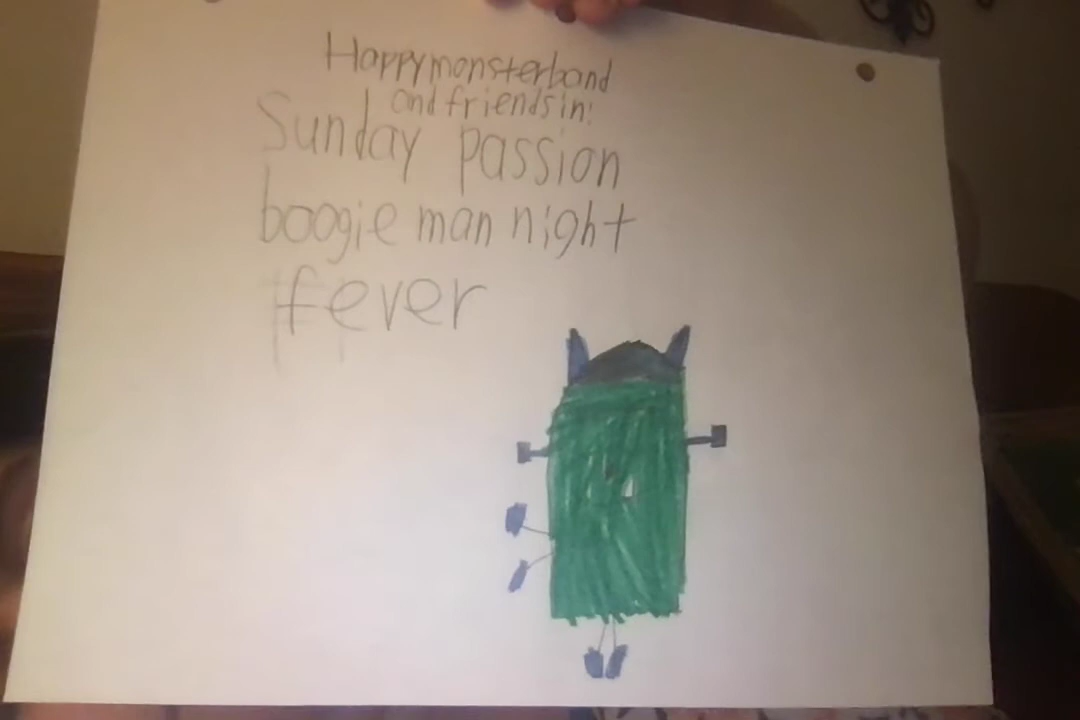 Happymonsterband
and friends in:
Sunday passion
boogie man night
fever